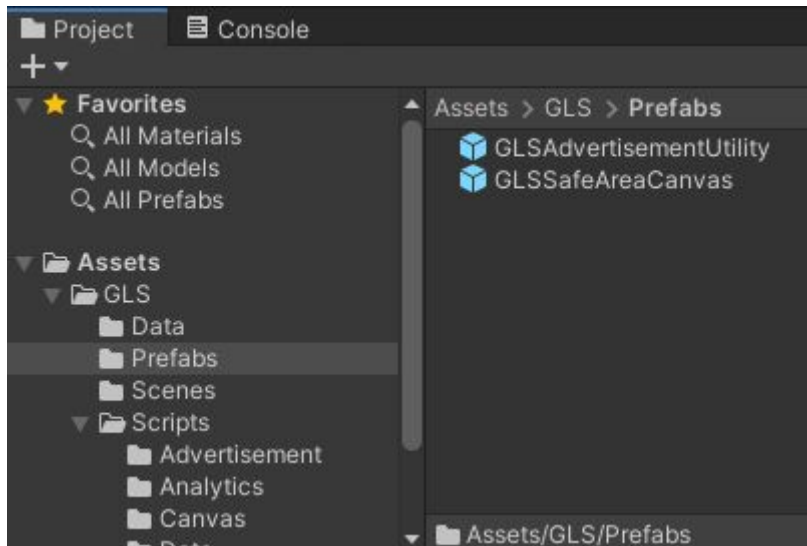 Project
Console
Favorites
All Materials
All Models
All Prefabs
Assets
GLS
Data
Prefabs
Scenes
Scripts
Advertisement
Analytics
Canvas
Assets > GLS > Prefabs
GLSAdvertisementUtility
GLSSafeAreaCanvas
Assets/GLS/Prefabs